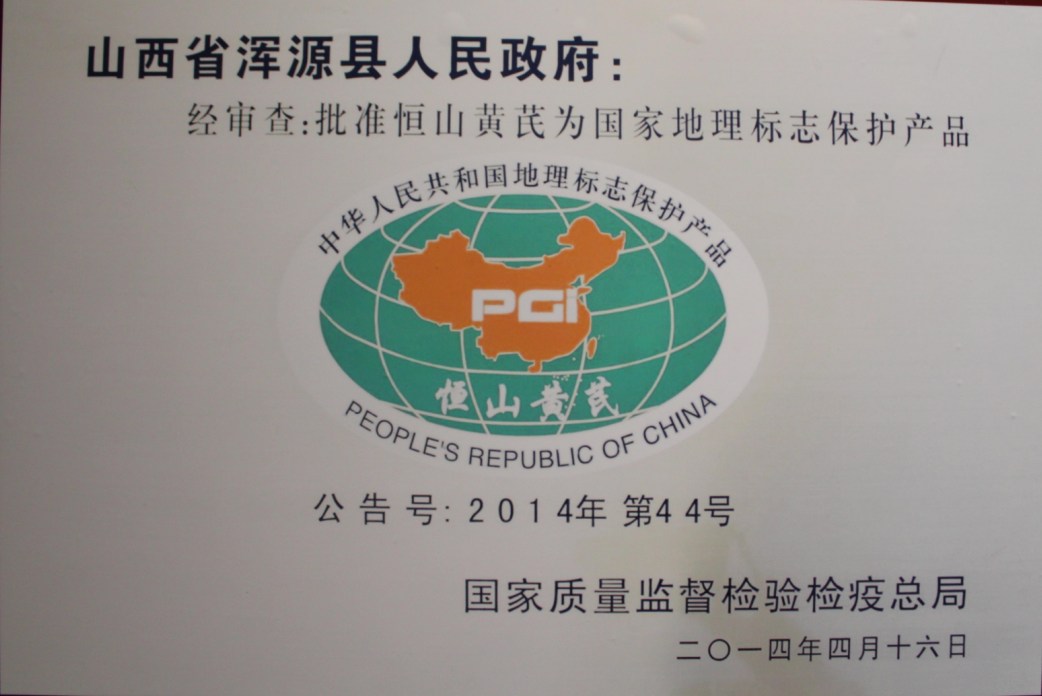 山西省浑源县人民政府：
经审查：批准恒山黄芪为国家地理标志保护产品
中华人民共和国地理标志保护产品
PGI
恒山黄芪
PEOPLE'S REPUBLIC OF CHINA
公告号：2014年 第44号
国家质量监督检验检疫总局
二〇一四年四月十六日